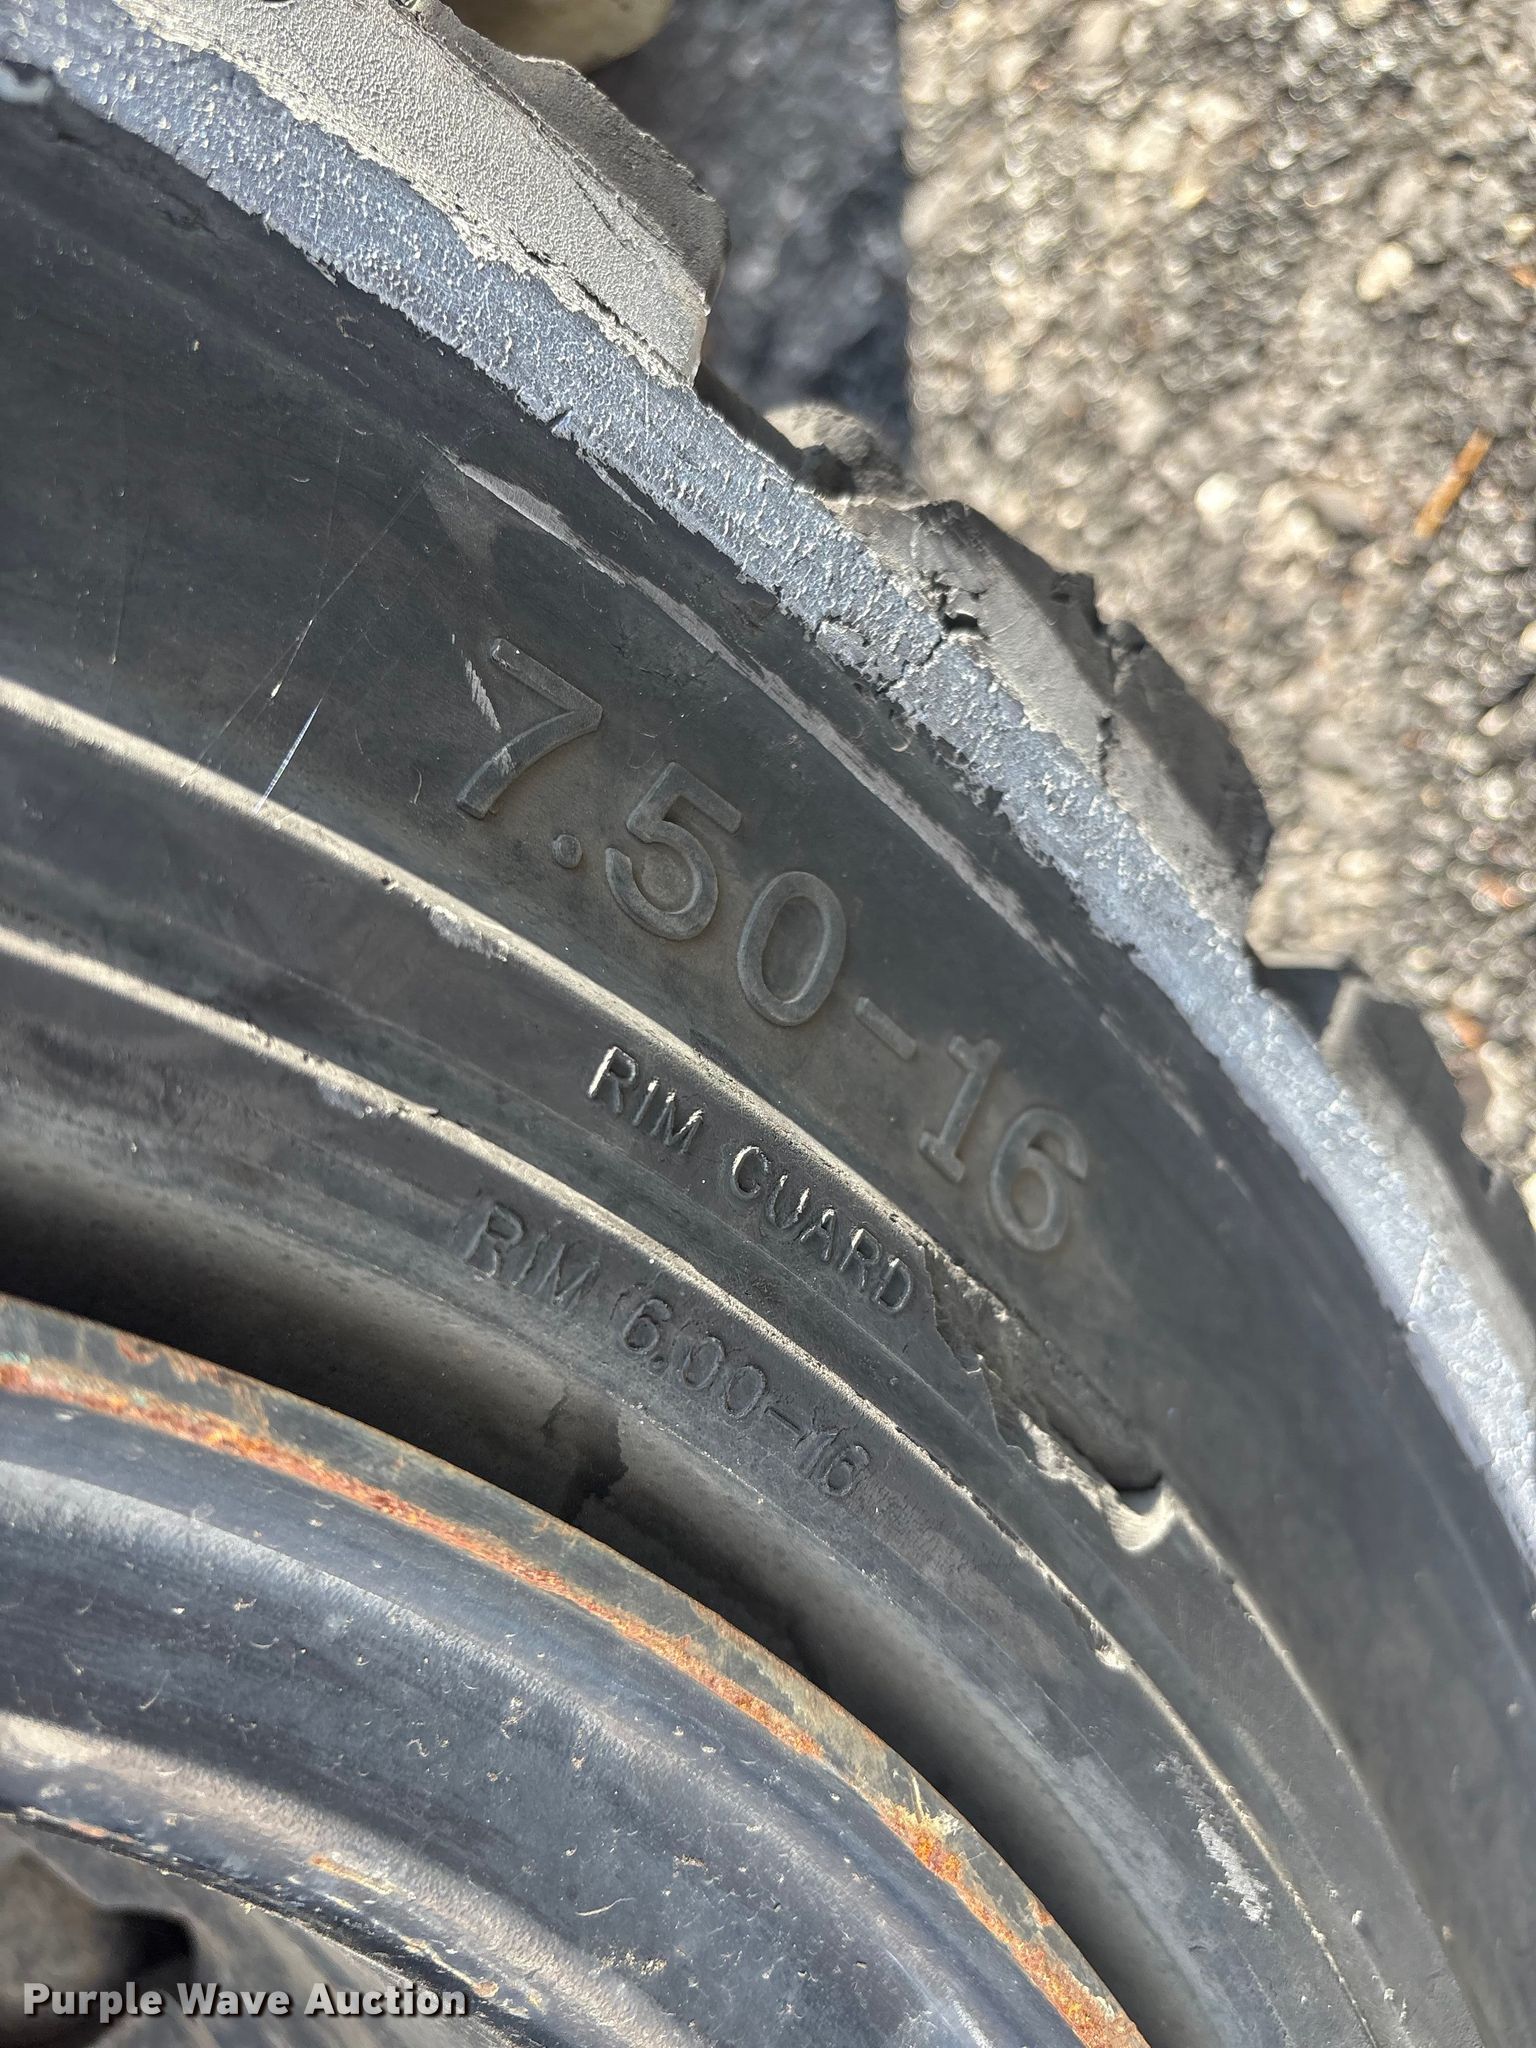 7.50-16
RIM GUARD
RIM 6.00-16
Purple Wave Auction